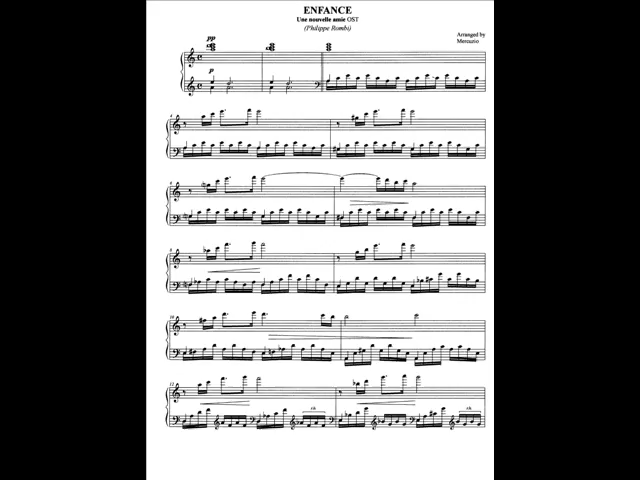 ENFANCE
Une nouvelle amie OST
(Philippe Rombi)
Arranged by
Mercuzio
pp
p